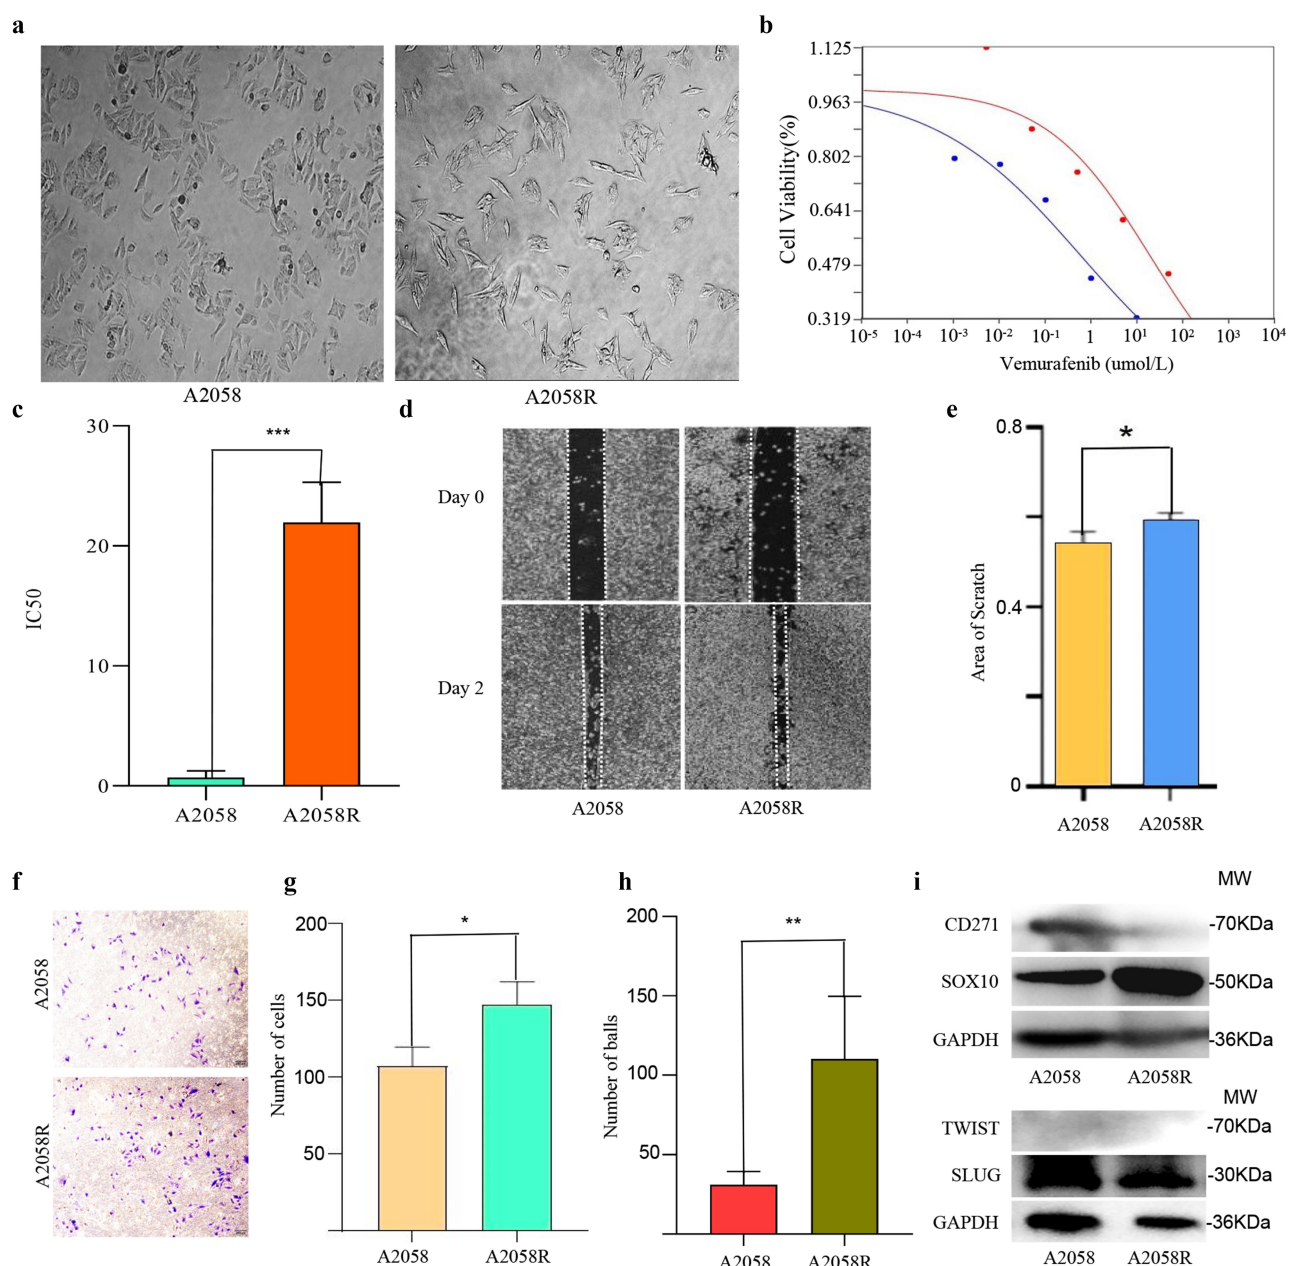 a
A2058
A2058R
b
1.125
0.963
0.802
0.641
0.479
0.319
Cell Viability(%)
10-5
10-4
10-3
10-2
10-1
1
101
102
103
104
Vemurafenib (umol/L)
c
30
20
10
0
IC50
***
A2058
A2058R
d
Day 0
Day 2
A2058
A2058R
e
0.8
0.4
0
Area of Scratch
*
A2058
A2058R
f
A2058
A2058R
g
200
150
100
50
Number of cells
*
A2058
A2058R
h
200
150
100
50
Number of balls
**
A2058
A2058R
i
MW
CD271
-70KDa
SOX10
-50KDa
GAPDH
-36KDa
A2058
A2058R
MW
TWIST
-70KDa
SLUG
-30KDa
GAPDH
-36KDa
A2058
A2058R